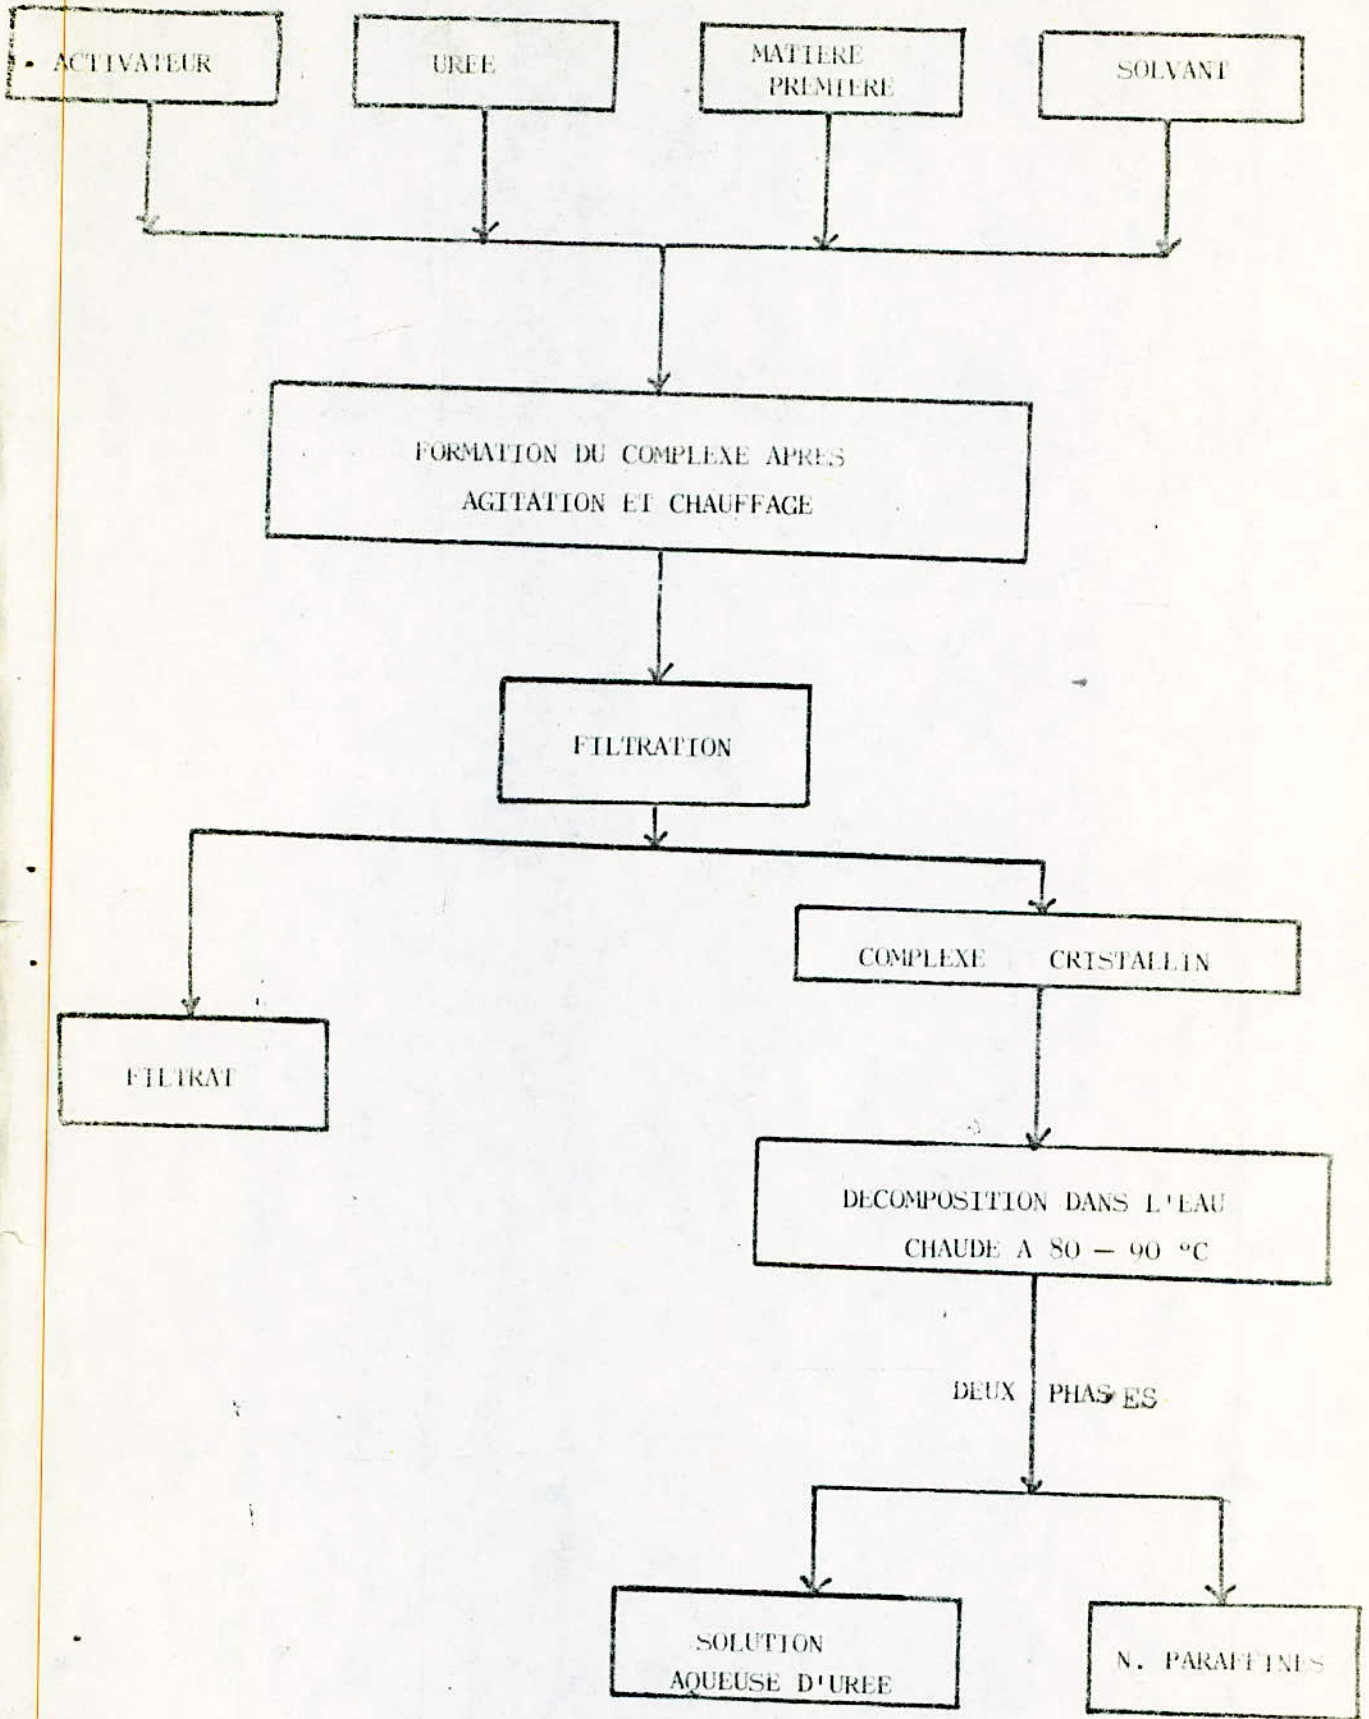 ACTIVATEUR
UREE
MATIERE
PREMIERE
SOLVANT
FORMATION DU COMPLEXE APRES
AGITATION ET CHAUFFAGE
FILTRATION
COMPLEXE CRISTALLIN
FILTRAT
DECOMPOSITION DANS L'EAU
CHAUDE A 80 — 90 °C
DEUX PHASES
SOLUTION
AQUEUSE D'UREE
N. PARAFFINES